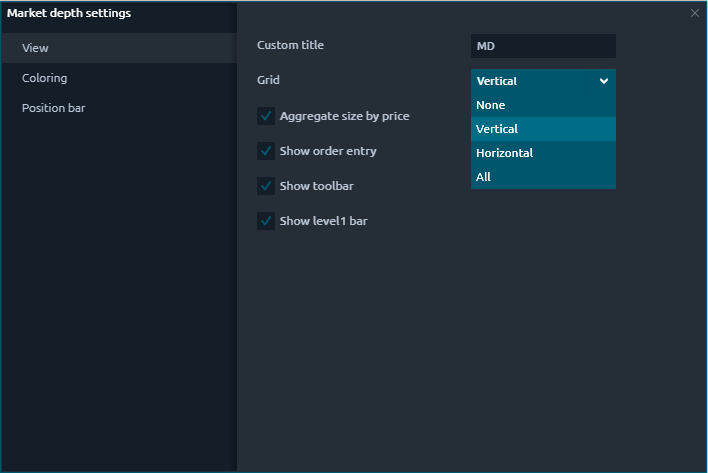 Market depth settings
View
Coloring
Position bar
Custom title
MD
Grid
Vertical
None
Vertical
Horizontal
All
Aggregate size by price
Show order entry
Show toolbar
Show level1 bar